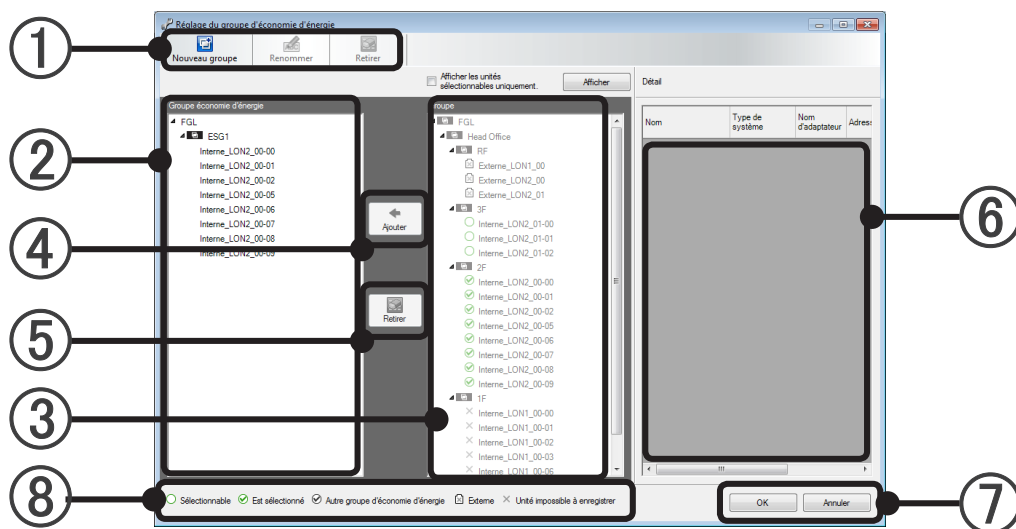 Réglage du groupe d'économie d'énergie
①
Nouveau groupe Renommer Retirer
Afficher les unités
sélectionnables uniquement.
Afficher
Détail
Groupe économie d'énergie
FGL
ESG1
Interne_LON2_00-00
Interne_LON2_00-01
Interne_LON2_00-02
Interne_LON2_00-05
Interne_LON2_00-06
Interne_LON2_00-07
Interne_LON2_00-08
Interne_LON2_00-09
②
④
Ajouter
⑤
Retirer
③
roupe
FGL
Head Office
RF
Externe_LON1_00
Externe_LON2_00
Externe_LON2_01
3F
Interne_LON2_01-00
Interne_LON2_01-01
Interne_LON2_01-02
2F
Interne_LON2_00-00
Interne_LON2_00-01
Interne_LON2_00-02
Interne_LON2_00-05
Interne_LON2_00-06
Interne_LON2_00-07
Interne_LON2_00-08
Interne_LON2_00-09
1F
Interne_LON1_00-00
Interne_LON1_00-01
Interne_LON1_00-02
Interne_LON1_00-03
Interne_LON1_00-06
Nom
Type de
système
Nom
d'adaptateur
Adress
⑥
⑧
Sélectionnable Est sélectionné Autre groupe d'économie d'énergie Externe Unité impossible à enregistrer
OK Annuler
⑦